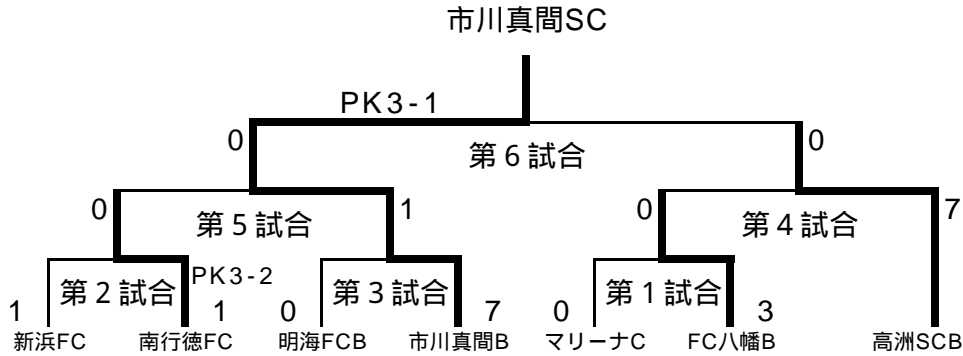 市川真間SC
PK3-1
0 0
第6試合
0 1 0 7
第5試合 第4試合
PK3-2
第2試合 第3試合 第1試合
1 1 0 7 0 3
新浜FC 南行徳FC 明海FCB 市川真間B マリーナC FC八幡B 高洲SCB